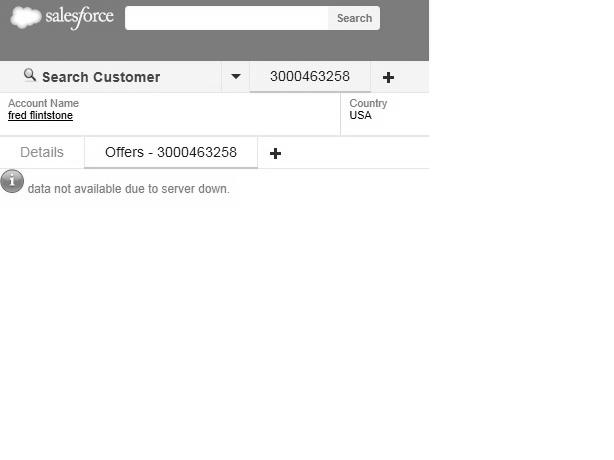 salesforce
Search
Search Customer
3000463258
Account Name
fred flintstone
Country
USA
Details
Offers - 3000463258
data not available due to server down.